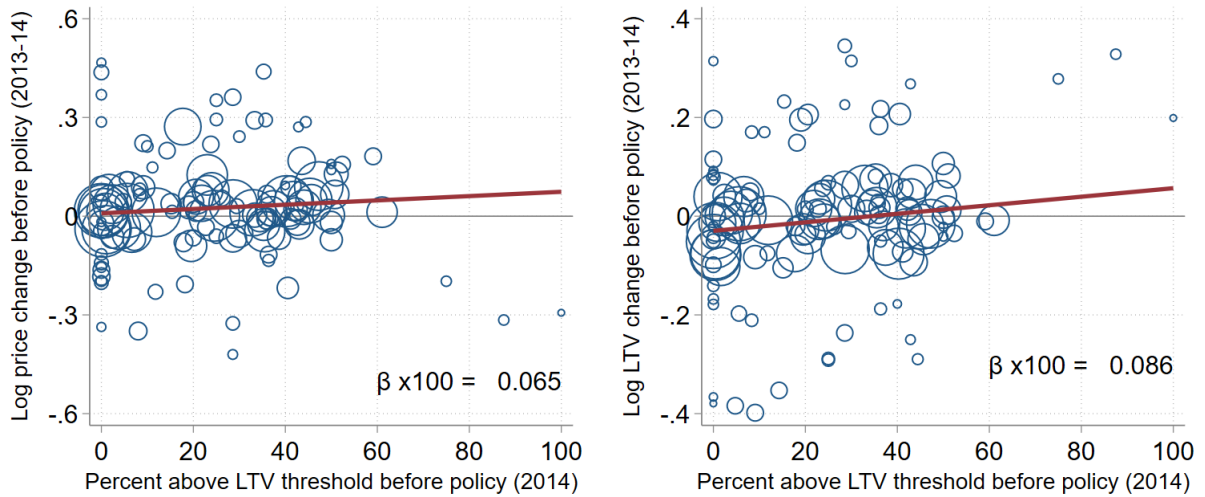 Log price change before policy (2013-14)
.6
.3
0
-.3
-.6
β x100 = 0.065
0 20 40 60 80 100
Percent above LTV threshold before policy (2014)
Log LTV change before policy (2013-14)
.4
.2
0
-.2
-.4
β x100 = 0.086
0 20 40 60 80 100
Percent above LTV threshold before policy (2014)